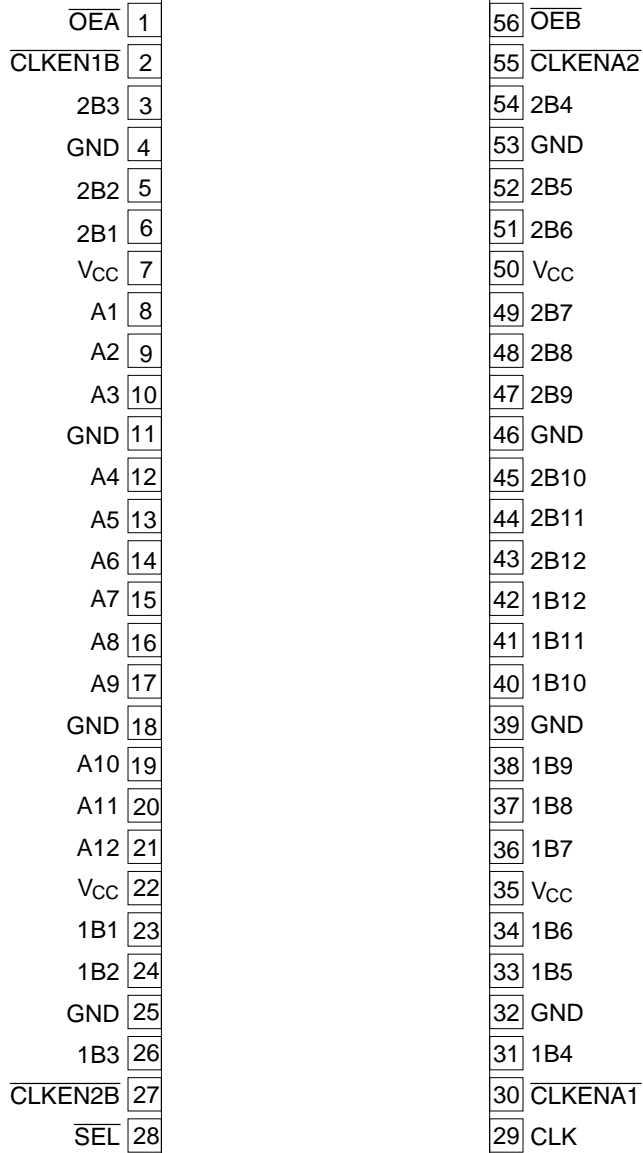 OEA 1 56 OEB
CLKEN1B 2 55 CLKENA2
2B3 3 54 2B4
GND 4 53 GND
2B2 5 52 2B5
2B1 6 51 2B6
VCC 7 50 VCC
A1 8 49 2B7
A2 9 48 2B8
A3 10 47 2B9
GND 11 46 GND
A4 12 45 2B10
A5 13 44 2B11
A6 14 43 2B12
A7 15 42 1B12
A8 16 41 1B11
A9 17 40 1B10
GND 18 39 GND
A10 19 38 1B9
A11 20 37 1B8
A12 21 36 1B7
VCC 22 35 VCC
1B1 23 34 1B6
1B2 24 33 1B5
GND 25 32 GND
1B3 26 31 1B4
CLKEN2B 27 30 CLKENA1
SEL 28 29 CLK